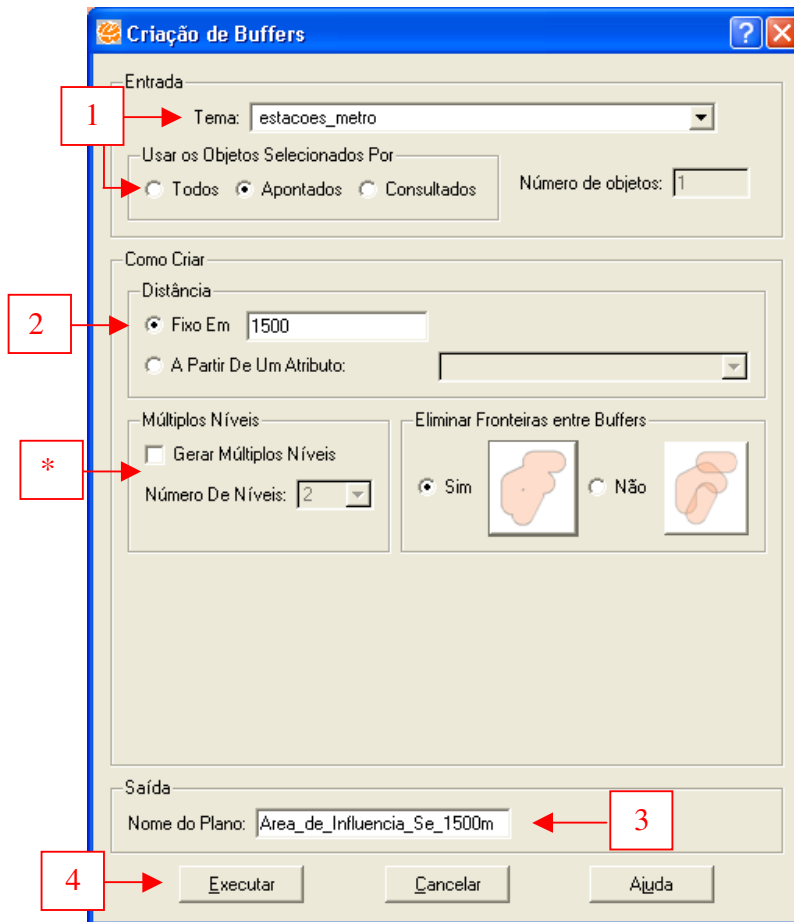 Criação de Buffers
Entrada
1
Tema: estacoes_metro
Usar os Objetos Selecionados Por
Todos Apontados Consultados
Número de objetos: 1
Como Criar
Distância
2
Fixo Em 1500
A Partir De Um Atributo:
Múltiplos Níveis
Gerar Múltiplos Níveis
*
Número De Níveis: 2
Eliminar Fronteiras entre Buffers
Sim Não
Saída
Nome do Plano: Area_de_Influencia_Se_1500m
3
4
Executar Cancelar Ajuda